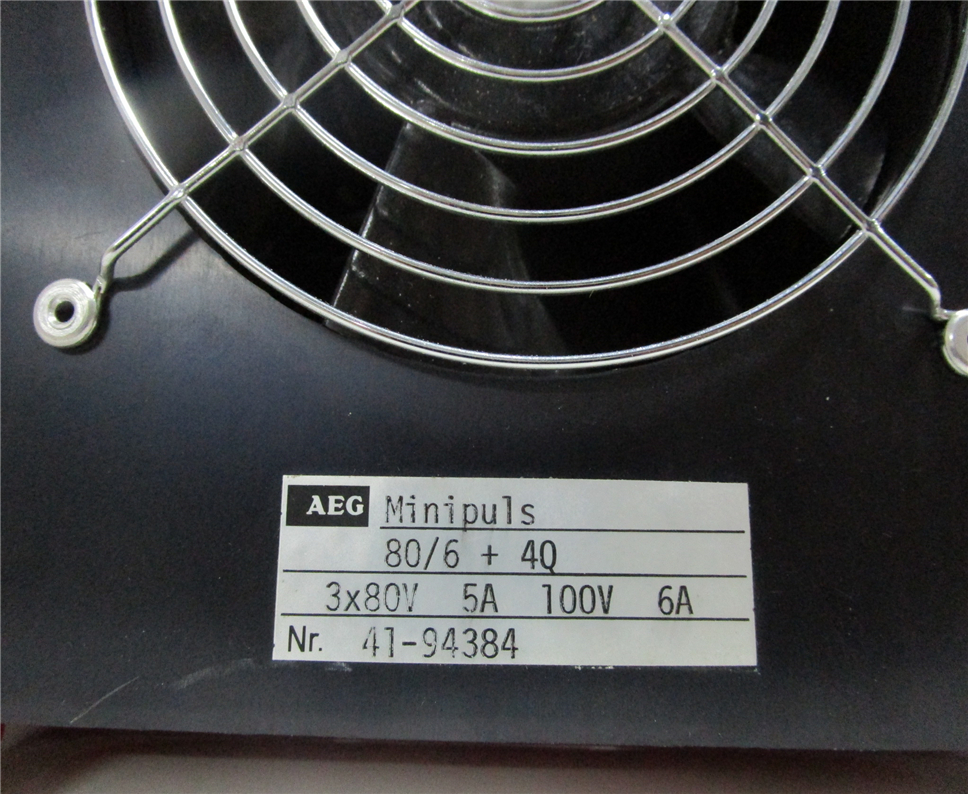 AEG Minipuls
80/6 + 4Q
3x80V 5A 100V 6A
Nr. 41-94384